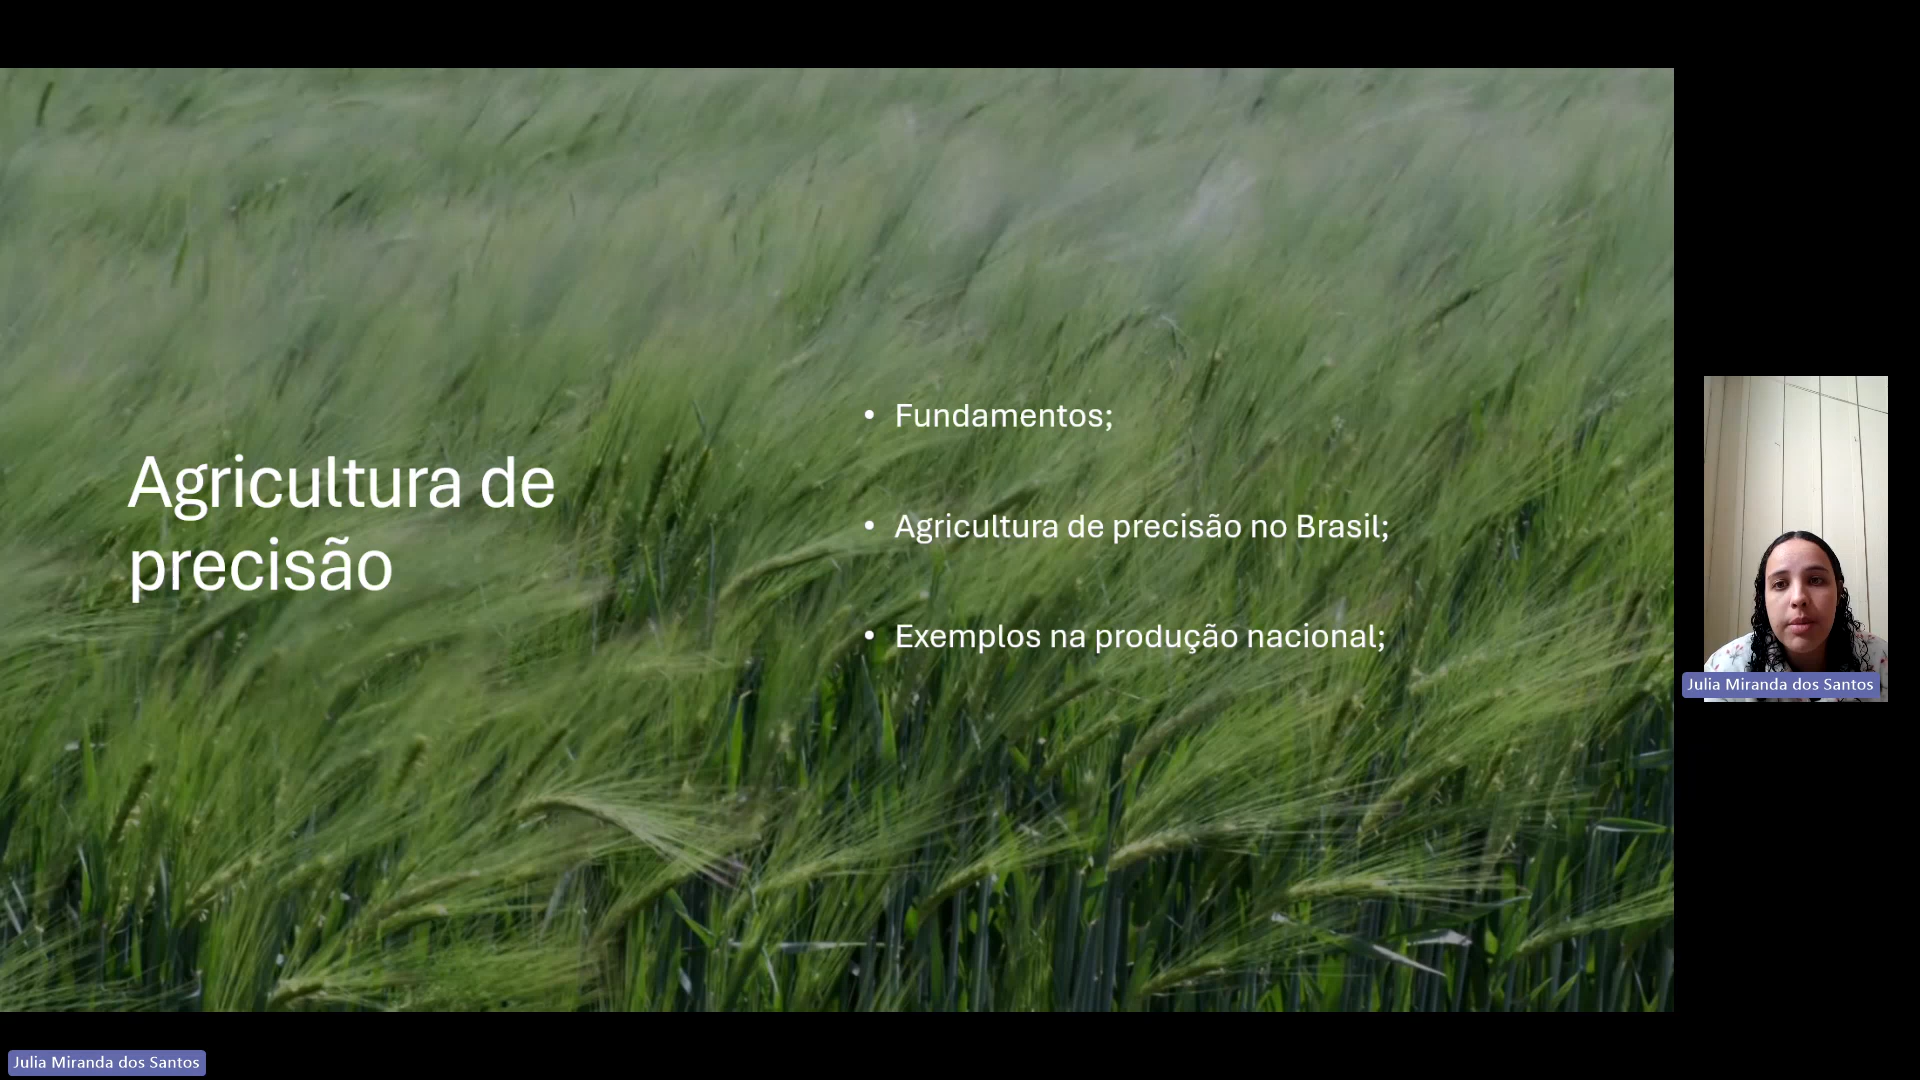 Agricultura de
precisão
• Fundamentos;
• Agricultura de precisão no Brasil;
• Exemplos na produção nacional;
Julia Miranda dos Santos
Julia Miranda dos Santos